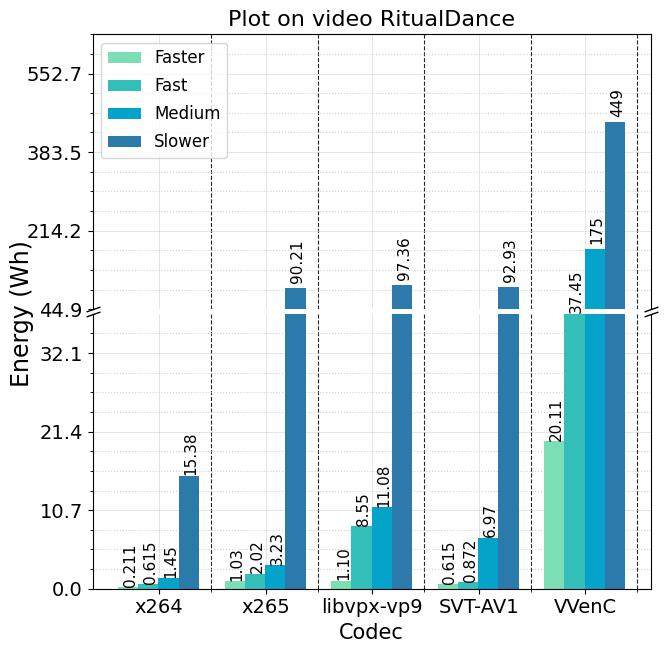 Plot on video RitualDance
Faster
Fast
Medium
Slower
Energy (Wh)
552.7
383.5
214.2
44.9
32.1
21.4
10.7
0.0
0.211
0.615
1.45
15.38
1.03
2.02
3.23
90.21
1.10
8.55
11.08
97.36
0.615
0.872
6.97
92.93
20.11
37.45
175
449
x264
x265
libvpx-vp9
SVT-AV1
VVenC
Codec